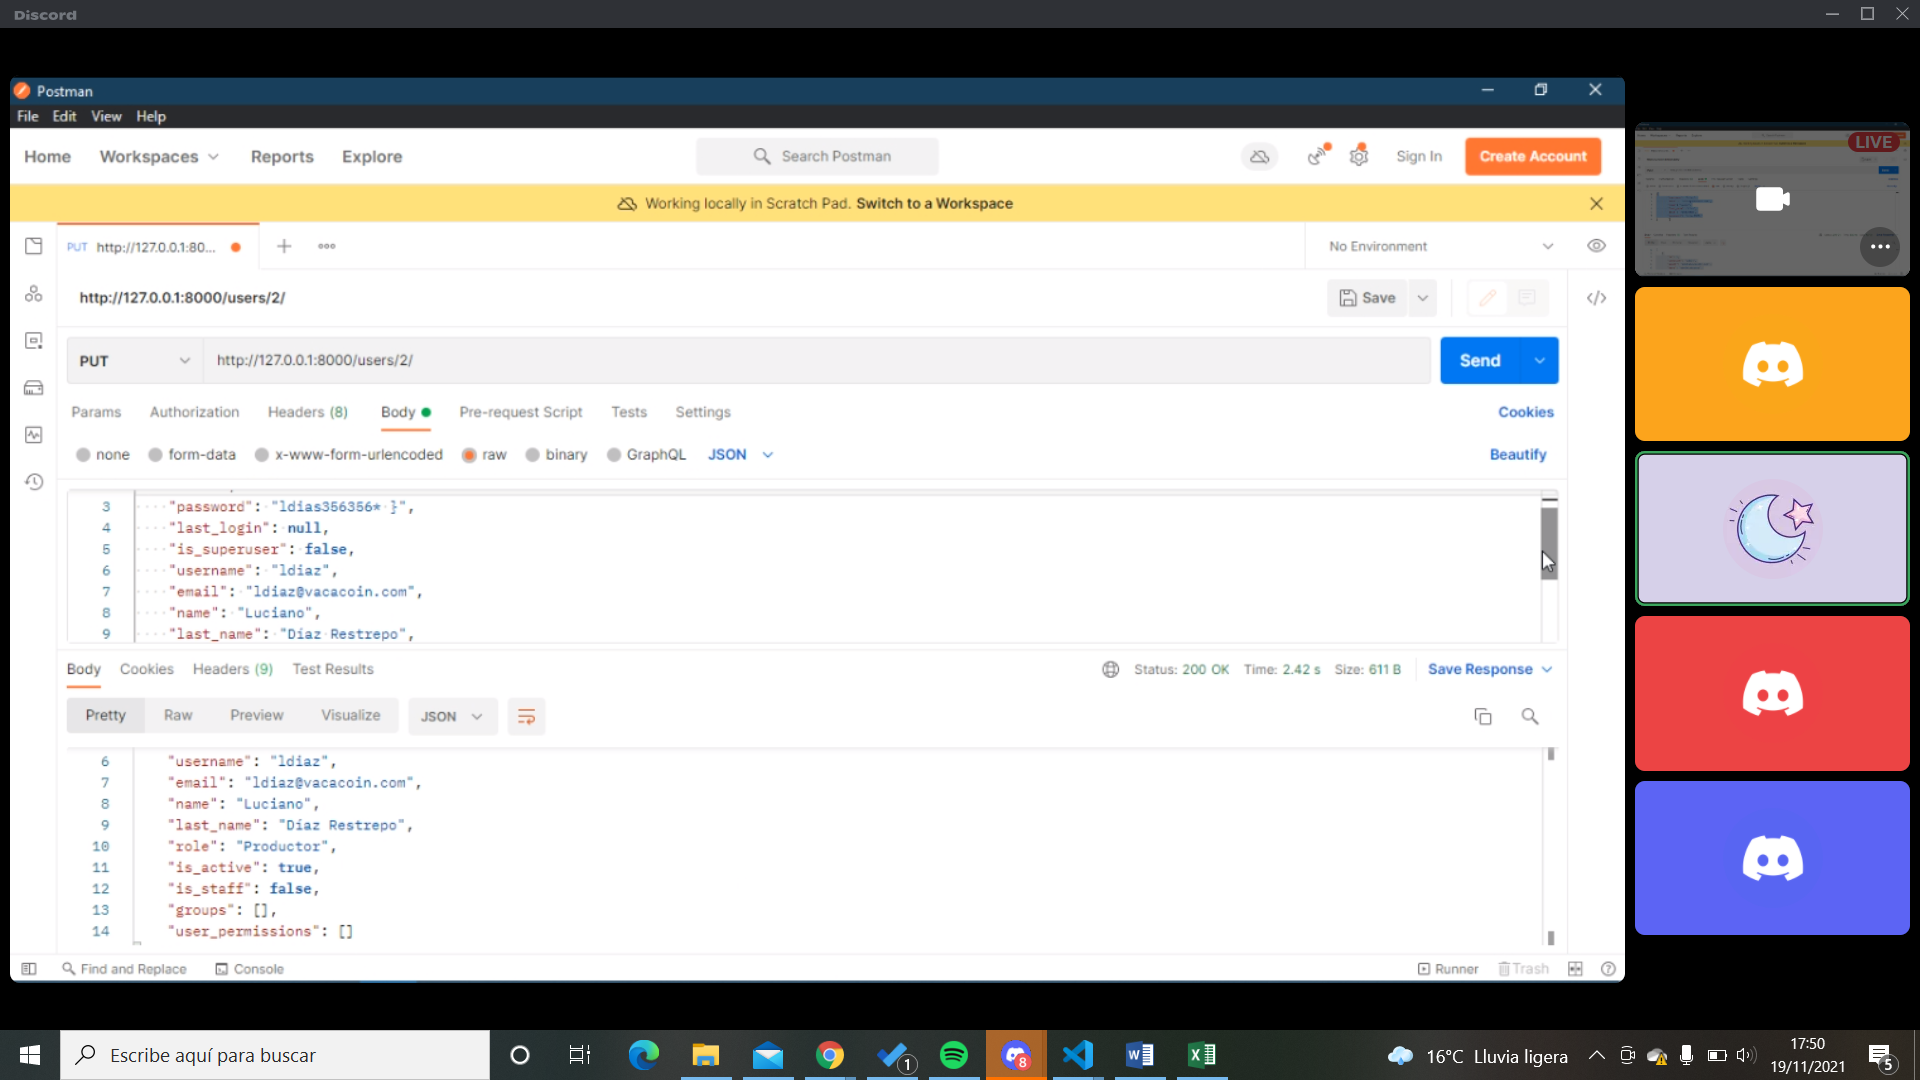 Discord
Postman
File Edit View Help
Home Workspaces Reports Explore Search Postman Sign In Create Account
LIVE
Working locally in Scratch Pad. Switch to a Workspace
PUT http://127.0.0.1:80... No Environment
http://127.0.0.1:8000/users/2/ Save
PUT http://127.0.0.1:8000/users/2/ Send
Params Authorization Headers (8) Body Pre-request Script Tests Settings Cookies
none form-data x-www-form-urlencoded raw binary GraphQL JSON Beautify
3 "password": "ldias356356* }",
4 "last_login": null,
5 "is_superuser": false,
6 "username": "ldiaz",
7 "email": "ldiaz@vacacoin.com",
8 "name": "Luciano",
9 "last_name": "Díaz Restrepo",
Body Cookies Headers (9) Test Results Status: 200 OK Time: 2.42 s Size: 611 B Save Response
Pretty Raw Preview Visualize JSON
6 "username": "ldiaz",
7 "email": "ldiaz@vacacoin.com",
8 "name": "Luciano",
9 "last_name": "Díaz Restrepo",
10 "role": "Productor",
11 "is_active": true,
12 "is_staff": false,
13 "groups": [],
14 "user_permissions": []
Find and Replace Console Runner Trash
Escribe aquí para buscar 1 8 16°C Lluvia ligera 17:50
19/11/2021 5